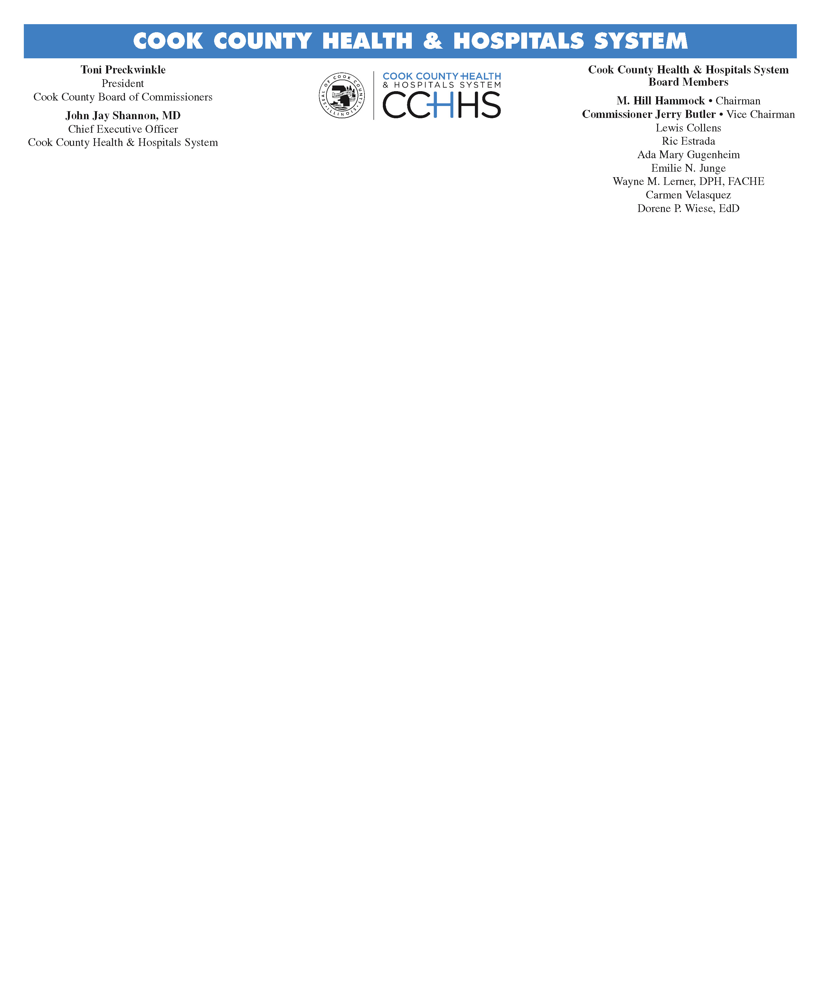 COOK COUNTY HEALTH & HOSPITALS SYSTEM
Toni Preckwinkle
President
Cook County Board of Commissioners
John Jay Shannon, MD
Chief Executive Officer
Cook County Health & Hospitals System
SEAL OF COOK COUNTY
ILLINOIS
JANUARY 1831
COOK COUNTY HEALTH
& HOSPITALS SYSTEM
CCHHS
Cook County Health & Hospitals System
Board Members
M. Hill Hammock • Chairman
Commissioner Jerry Butler • Vice Chairman
Lewis Collens
Ric Estrada
Ada Mary Gugenheim
Emilie N. Junge
Wayne M. Lerner, DPH, FACHE
Carmen Velasquez
Dorene P. Wiese, EdD